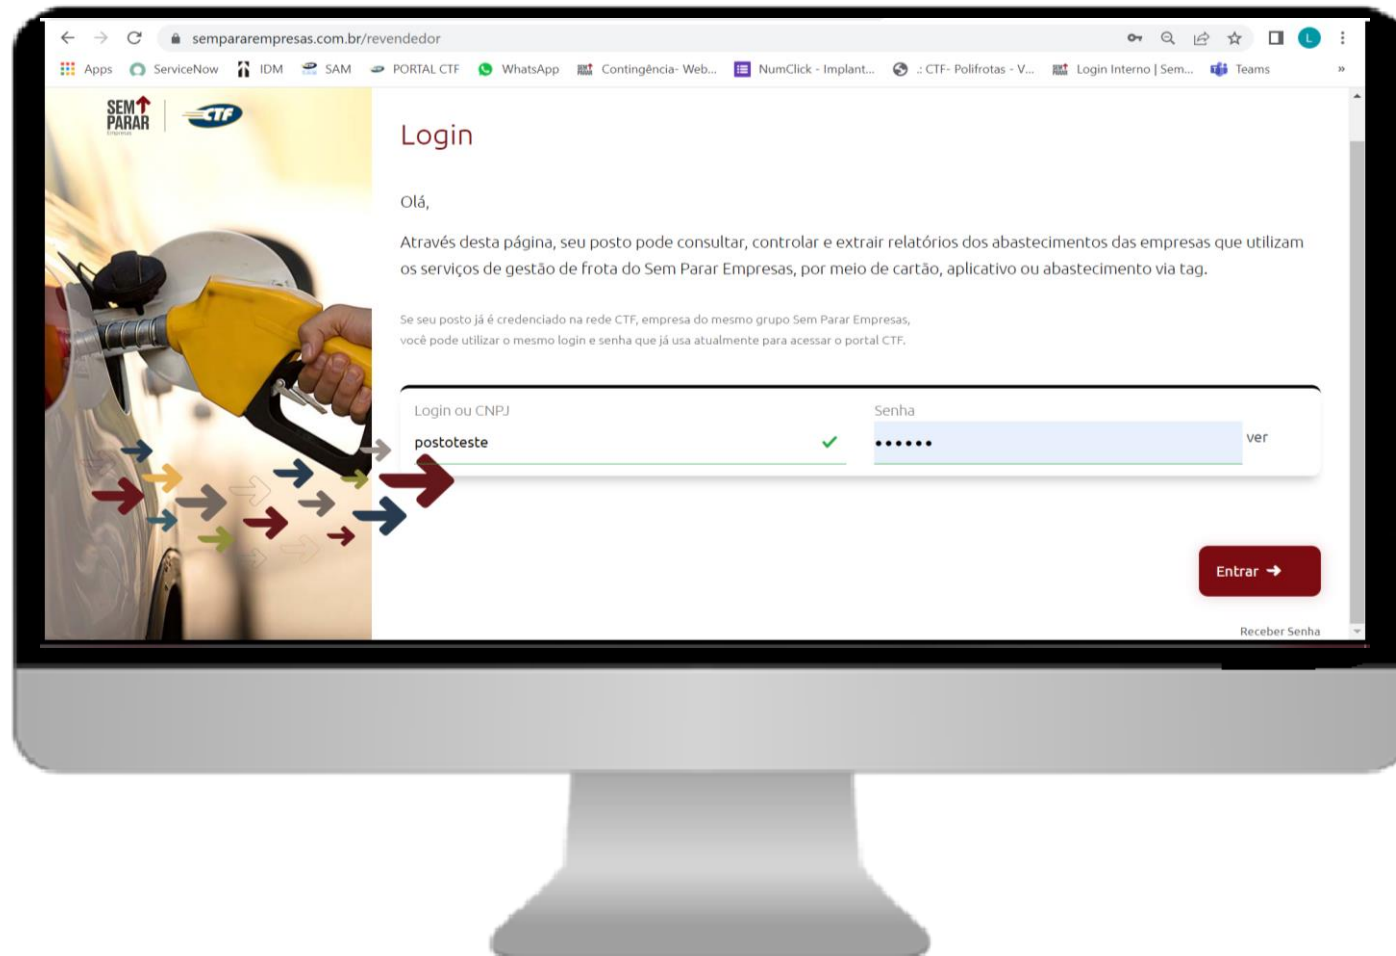 sempararempresas.com.br/revendedor
L
Apps ServiceNow IDM SAM PORTAL CTF WhatsApp Contingência- Web... NumClick - Implant... .: CTF- Polifrotas - V... Login Interno | Sem... Teams »
SEM
PARAR
Empresas
CTF
Login
Olá,
Através desta página, seu posto pode consultar, controlar e extrair relatórios dos abastecimentos das empresas que utilizam
os serviços de gestão de frota do Sem Parar Empresas, por meio de cartão, aplicativo ou abastecimento via tag.
Se seu posto já é credenciado na rede CTF, empresa do mesmo grupo Sem Parar Empresas,
você pode utilizar o mesmo login e senha que já usa atualmente para acessar o portal CTF.
Login ou CNPJ
postoteste
Senha
••••••
ver
Entrar
Receber Senha